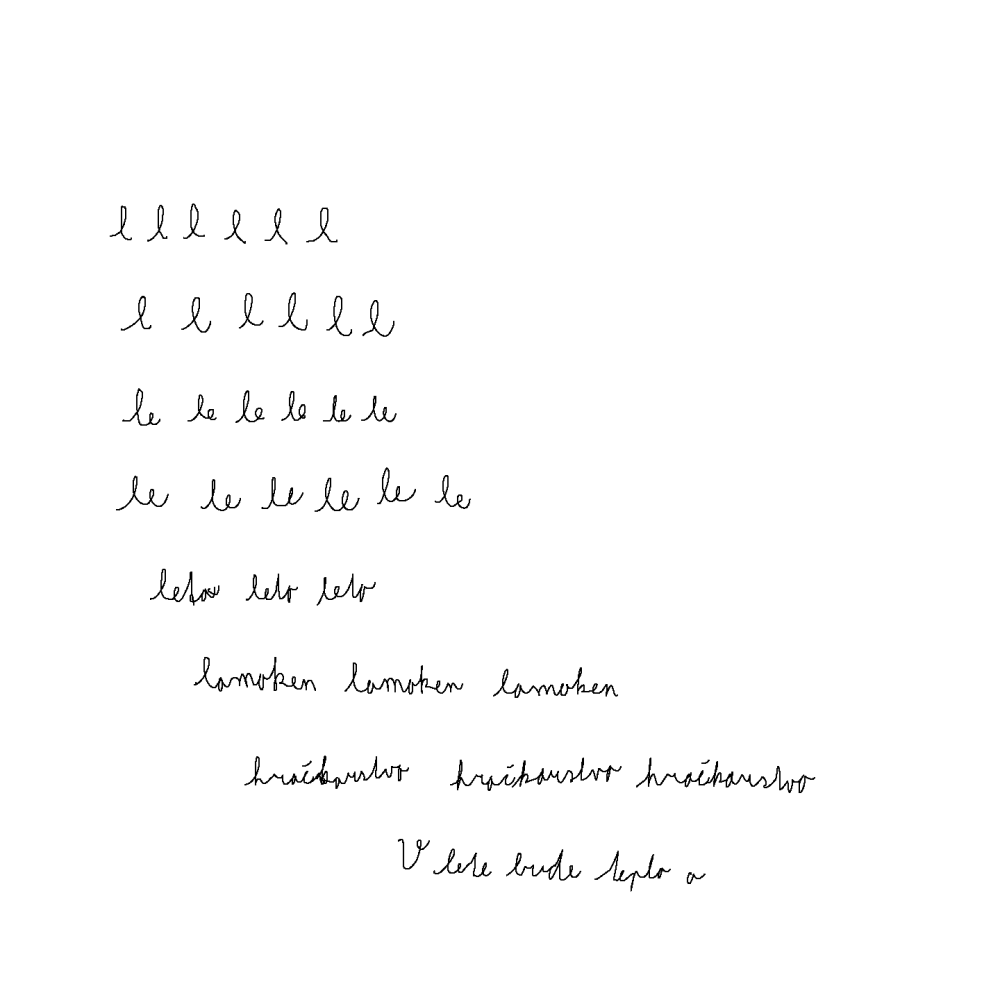 l l l l l l
l l l l l l
le le le le le le
le le le le le le
leto leto leto
lamoken lamoken lamoken
hračkarstvo hračkarstvo hračkarstvo
V lete bude teplo a